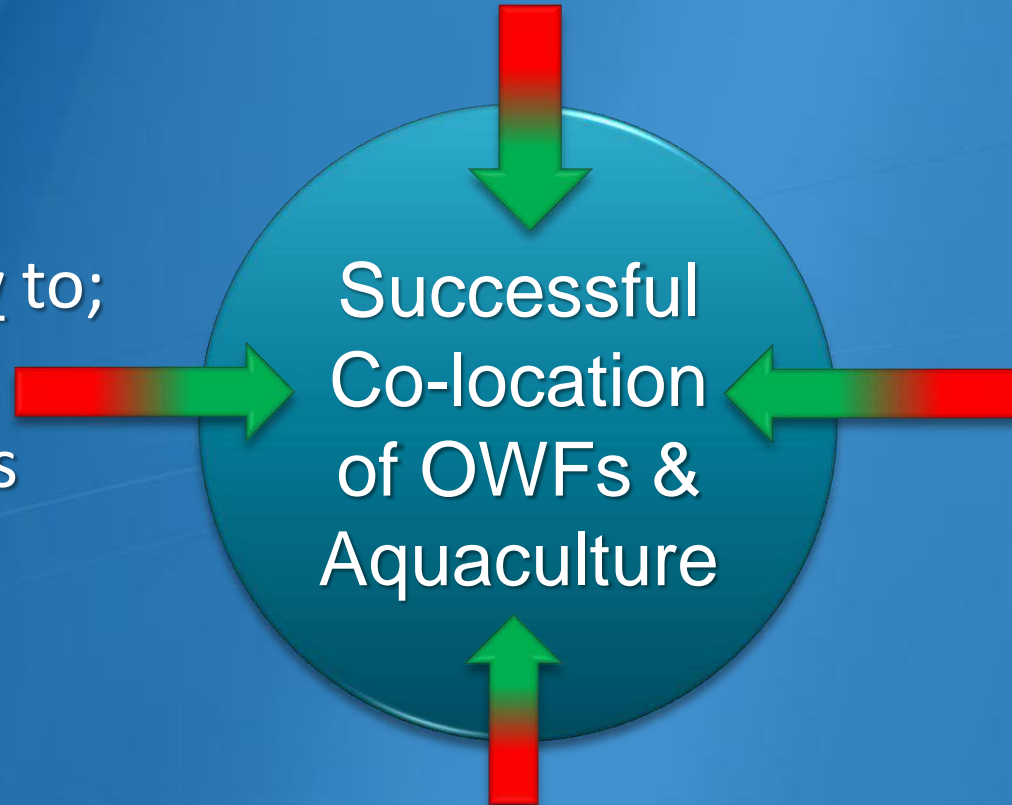 to;
s
Successful
Co-location
of OWFs &
Aquaculture